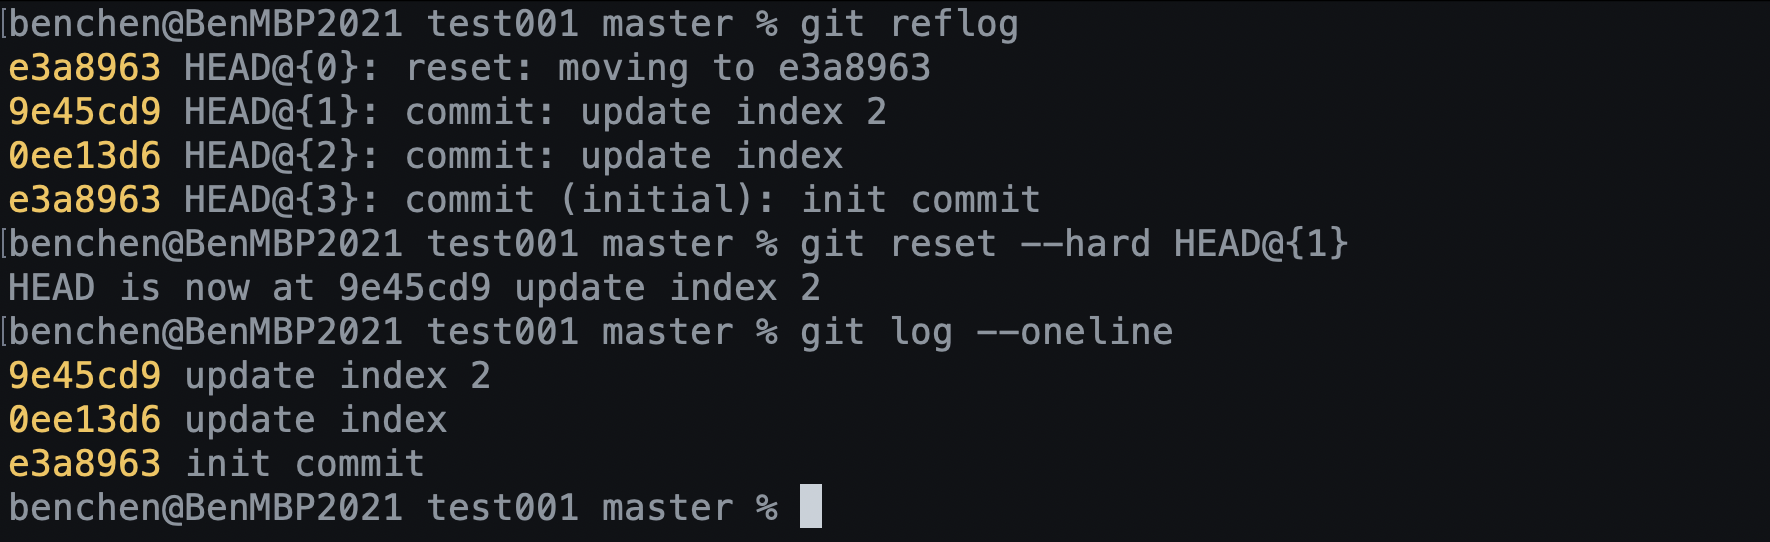 [benchen@BenMBP2021 test001 master % git reflog
e3a8963 HEAD@{0}: reset: moving to e3a8963
9e45cd9 HEAD@{1}: commit: update index 2
0ee13d6 HEAD@{2}: commit: update index
e3a8963 HEAD@{3}: commit (initial): init commit
[benchen@BenMBP2021 test001 master % git reset --hard HEAD@{1}
HEAD is now at 9e45cd9 update index 2
[benchen@BenMBP2021 test001 master % git log --oneline
9e45cd9 update index 2
0ee13d6 update index
e3a8963 init commit
benchen@BenMBP2021 test001 master %